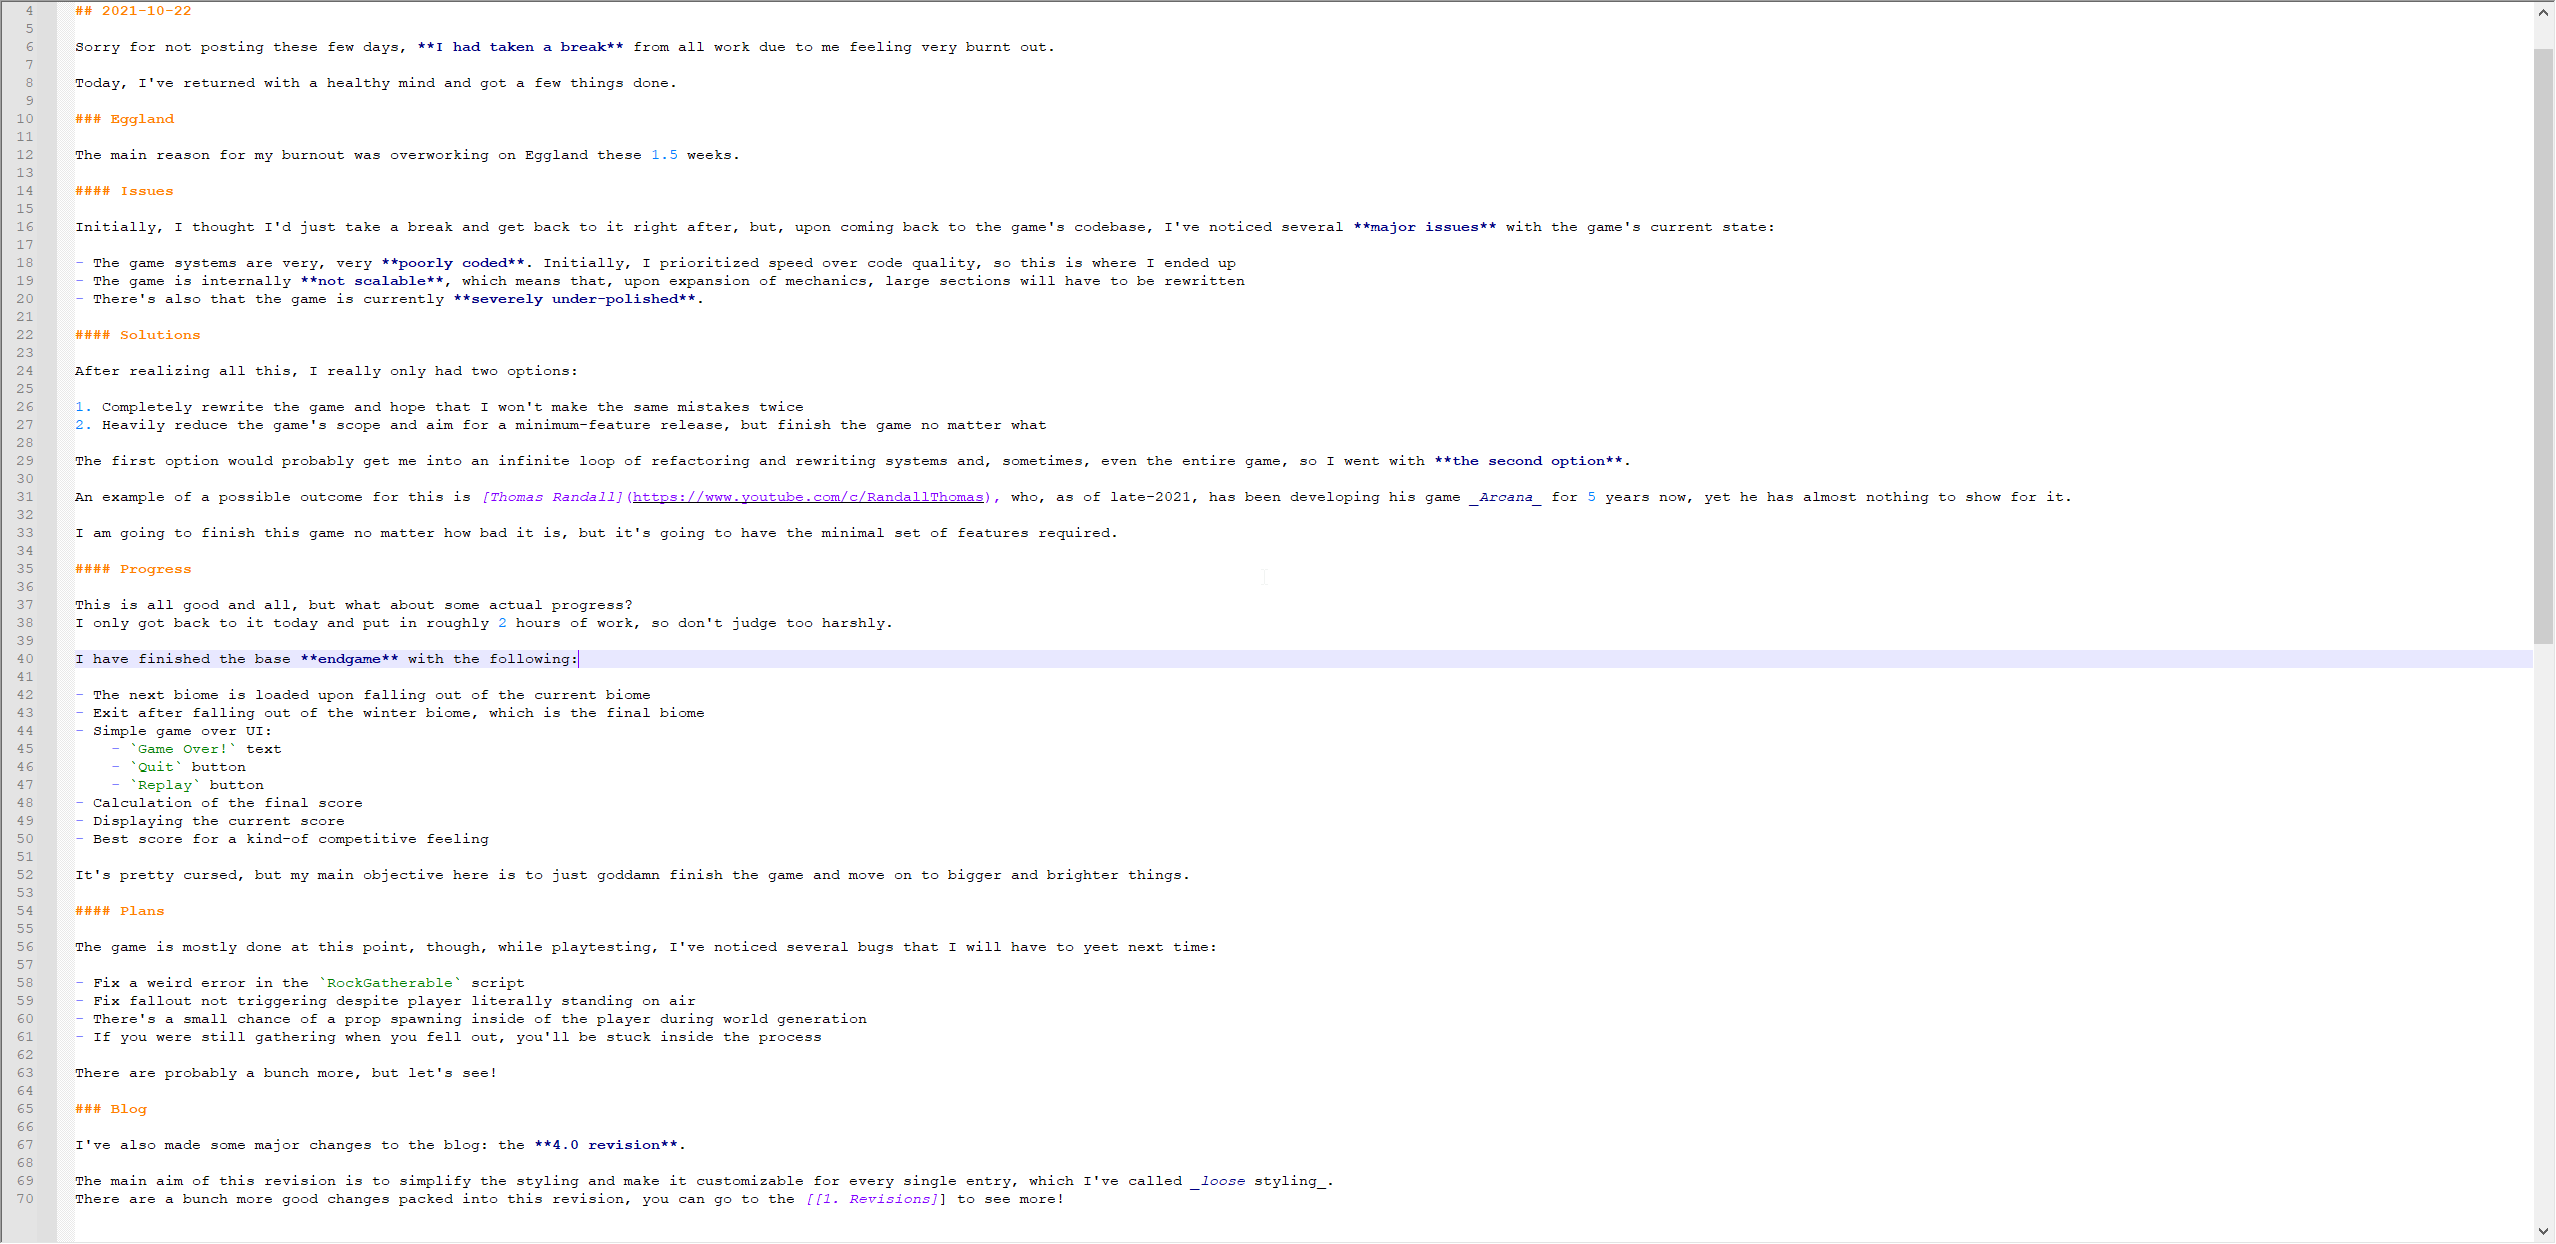 4 ## 2021-10-22
5
6 Sorry for not posting these few days, **I had taken a break** from all work due to me feeling very burnt out.
7
8 Today, I've returned with a healthy mind and got a few things done.
9
10 ### Eggland
11
12 The main reason for my burnout was overworking on Eggland these 1.5 weeks.
13
14 #### Issues
15
16 Initially, I thought I'd just take a break and get back to it right after, but, upon coming back to the game's codebase, I've noticed several **major issues** with the game's current state:
17
18 - The game systems are very, very **poorly coded**. Initially, I prioritized speed over code quality, so this is where I ended up
19 - The game is internally **not scalable**, which means that, upon expansion of mechanics, large sections will have to be rewritten
20 - There's also that the game is currently **severely under-polished**.
21
22 #### Solutions
23
24 After realizing all this, I really only had two options:
25
26 1. Completely rewrite the game and hope that I won't make the same mistakes twice
27 2. Heavily reduce the game's scope and aim for a minimum-feature release, but finish the game no matter what
28
29 The first option would probably get me into an infinite loop of refactoring and rewriting systems and, sometimes, even the entire game, so I went with **the second option**.
30
31 An example of a possible outcome for this is [Thomas Randall](https://www.youtube.com/c/RandallThomas), who, as of late-2021, has been developing his game _Arcana_ for 5 years now, yet he has almost nothing to show for it.
32
33 I am going to finish this game no matter how bad it is, but it's going to have the minimal set of features required.
34
35 #### Progress
36
37 This is all good and all, but what about some actual progress?
38 I only got back to it today and put in roughly 2 hours of work, so don't judge too harshly.
39
40 I have finished the base **endgame** with the following:
41
42 - The next biome is loaded upon falling out of the current biome
43 - Exit after falling out of the winter biome, which is the final biome
44 - Simple game over UI:
45     - `Game Over!` text
46     - `Quit` button
47     - `Replay` button
48 - Calculation of the final score
49 - Displaying the current score
50 - Best score for a kind-of competitive feeling
51
52 It's pretty cursed, but my main objective here is to just goddamn finish the game and move on to bigger and brighter things.
53
54 #### Plans
55
56 The game is mostly done at this point, though, while playtesting, I've noticed several bugs that I will have to yeet next time:
57
58 - Fix a weird error in the `RockGatherable` script
59 - Fix fallout not triggering despite player literally standing on air
60 - There's a small chance of a prop spawning inside of the player during world generation
61 - If you were still gathering when you fell out, you'll be stuck inside the process
62
63 There are probably a bunch more, but let's see!
64
65 ### Blog
66
67 I've also made some major changes to the blog: the **4.0 revision**.
68
69 The main aim of this revision is to simplify the styling and make it customizable for every single entry, which I've called _loose styling_.
70 There are a bunch more good changes packed into this revision, you can go to the [[1. Revisions]] to see more!